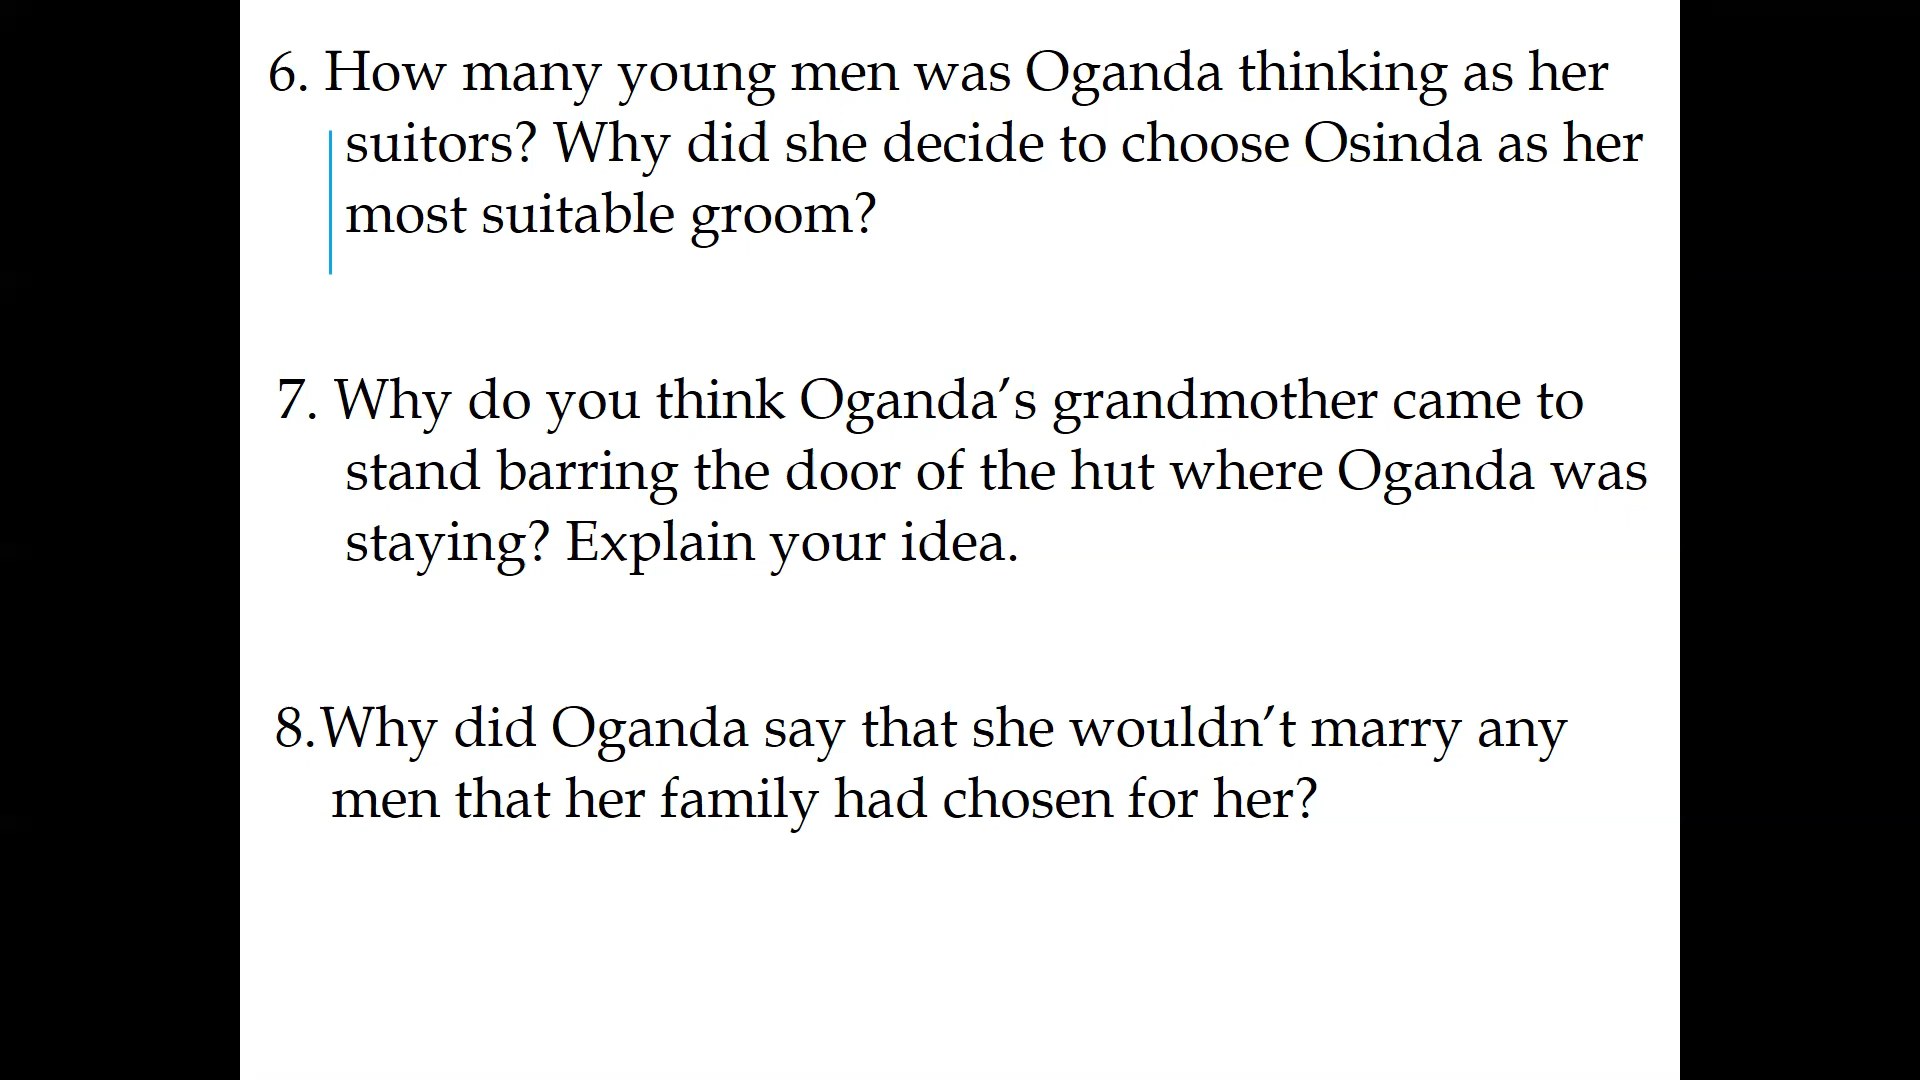 6. How many young men was Oganda thinking as her
suitors? Why did she decide to choose Osinda as her
most suitable groom?
7. Why do you think Oganda’s grandmother came to
stand barring the door of the hut where Oganda was
staying? Explain your idea.
8.Why did Oganda say that she wouldn’t marry any
men that her family had chosen for her?